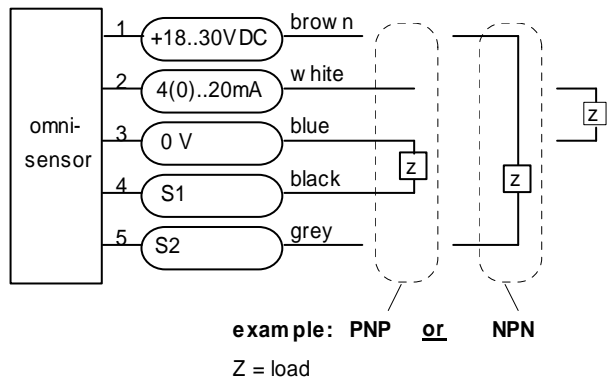 1 +18..30VDC brown
2 4(0)..20mA white
omni-
sensor
3 0 V blue
4 S1 black
5 S2 grey
z
z
z
example: PNP or NPN
Z = load